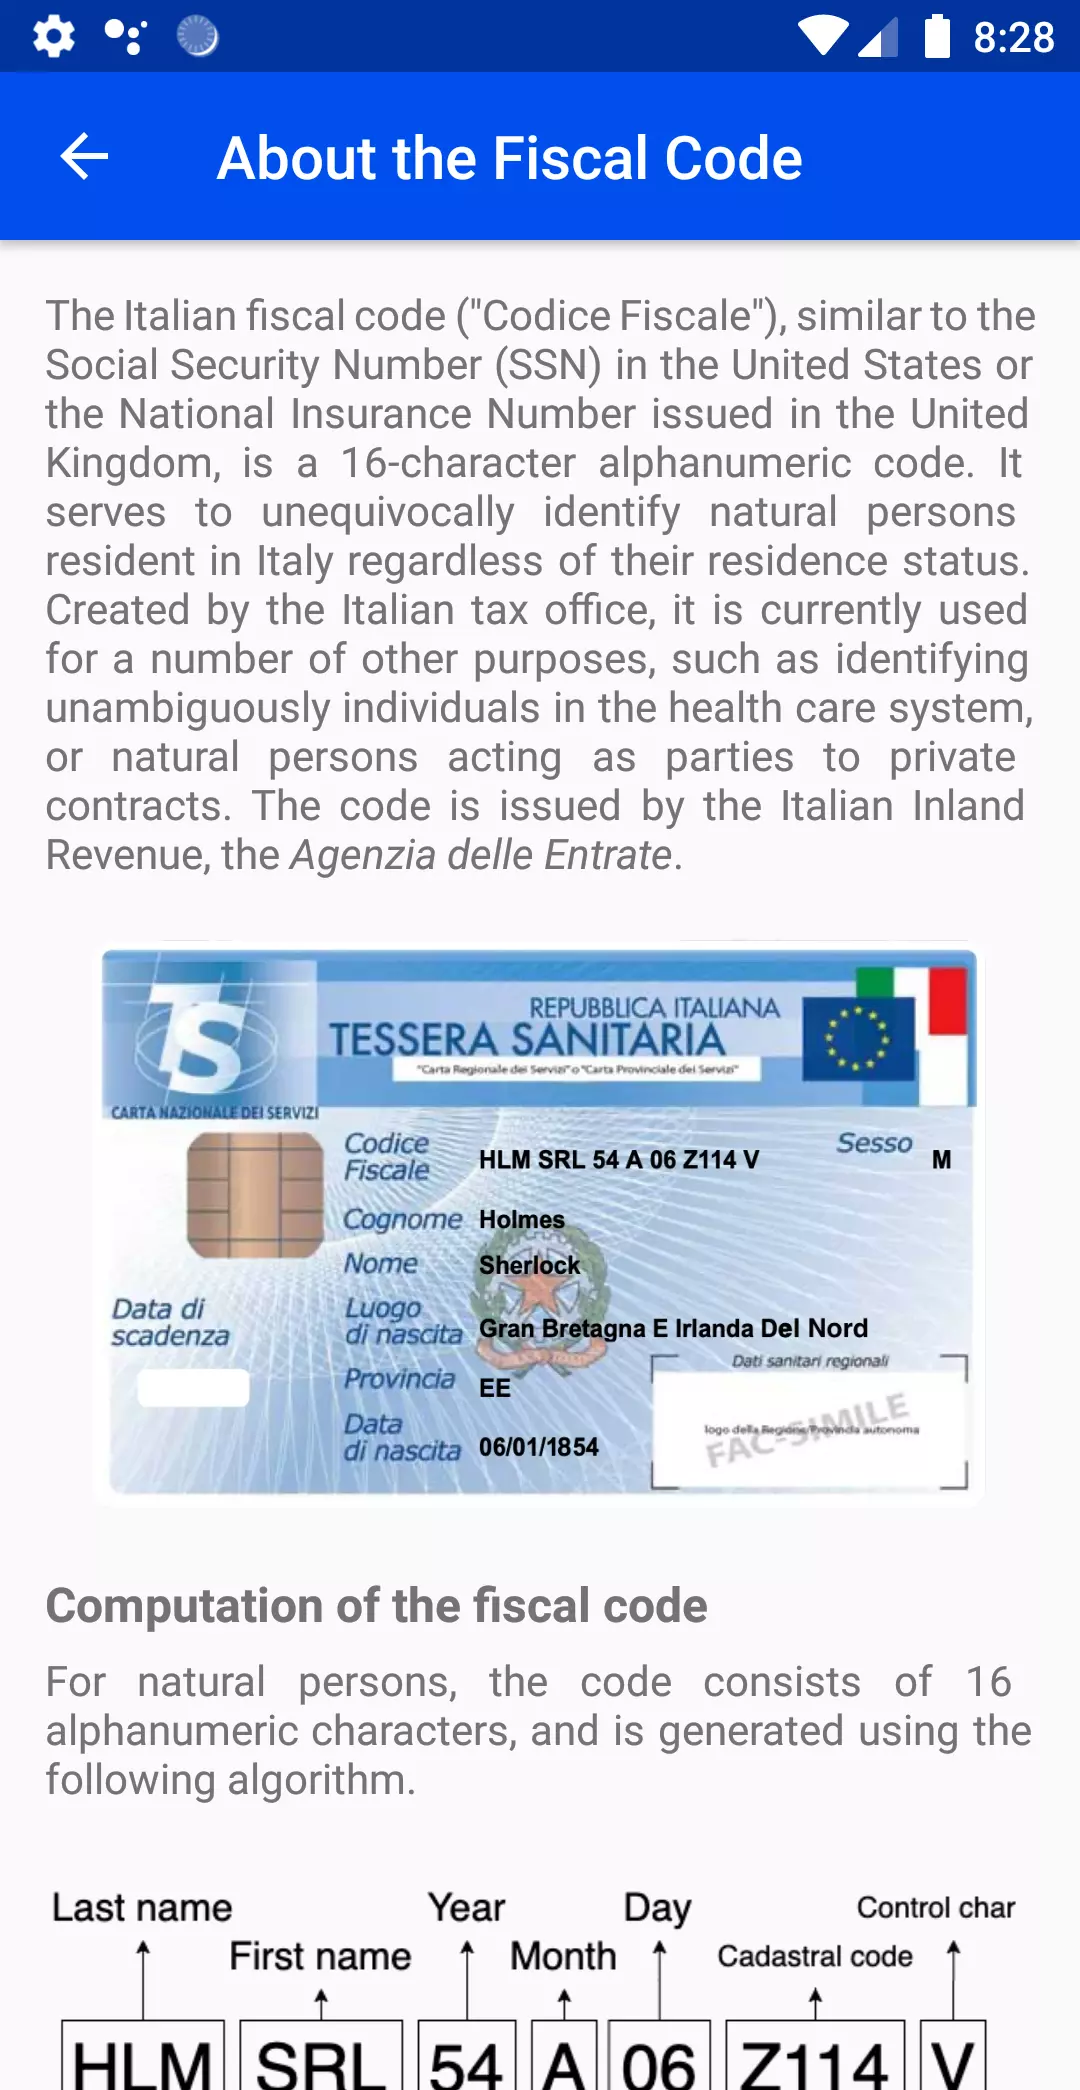 8:28
About the Fiscal Code
The Italian fiscal code ("Codice Fiscale"), similar to the
Social Security Number (SSN) in the United States or
the National Insurance Number issued in the United
Kingdom, is a 16-character alphanumeric code. It
serves to unequivocally identify natural persons
resident in Italy regardless of their residence status.
Created by the Italian tax office, it is currently used
for a number of other purposes, such as identifying
unambiguously individuals in the health care system,
or natural persons acting as parties to private
contracts. The code is issued by the Italian Inland
Revenue, the Agenzia delle Entrate.
TS
REPUBBLICA ITALIANA
TESSERA SANITARIA
"Carta Regionale dei Servizi" o "Carta Provinciale dei Servizi"
CARTA NAZIONALE DEI SERVIZI
Codice Fiscale HLM SRL 54 A 06 Z114 V Sesso M
Cognome Holmes
Nome Sherlock
Data di scadenza
Luogo di nascita Gran Bretagna E Irlanda Del Nord
Provincia EE
Data di nascita 06/01/1854
Dati sanitari regionali
logo della Regione/Provincia autonoma
FAC-SIMILE
Computation of the fiscal code
For natural persons, the code consists of 16
alphanumeric characters, and is generated using the
following algorithm.
Last name Year Day Control char
First name Month Cadastral code
HLM SRL 54 A 06 Z114 V